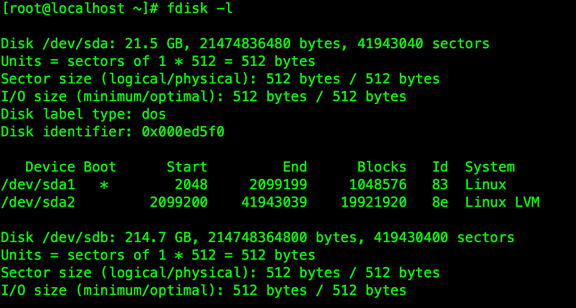 [root@localhost ~]# fdisk -l
Disk /dev/sda: 21.5 GB, 21474836480 bytes, 41943040 sectors
Units = sectors of 1 * 512 = 512 bytes
Sector size (logical/physical): 512 bytes / 512 bytes
I/O size (minimum/optimal): 512 bytes / 512 bytes
Disk label type: dos
Disk identifier: 0x000ed5f0
Device Boot Start End Blocks Id System
/dev/sda1 * 2048 2099199 1048576 83 Linux
/dev/sda2 2099200 41943039 19921920 8e Linux LVM
Disk /dev/sdb: 214.7 GB, 214748364800 bytes, 419430400 sectors
Units = sectors of 1 * 512 = 512 bytes
Sector size (logical/physical): 512 bytes / 512 bytes
I/O size (minimum/optimal): 512 bytes / 512 bytes